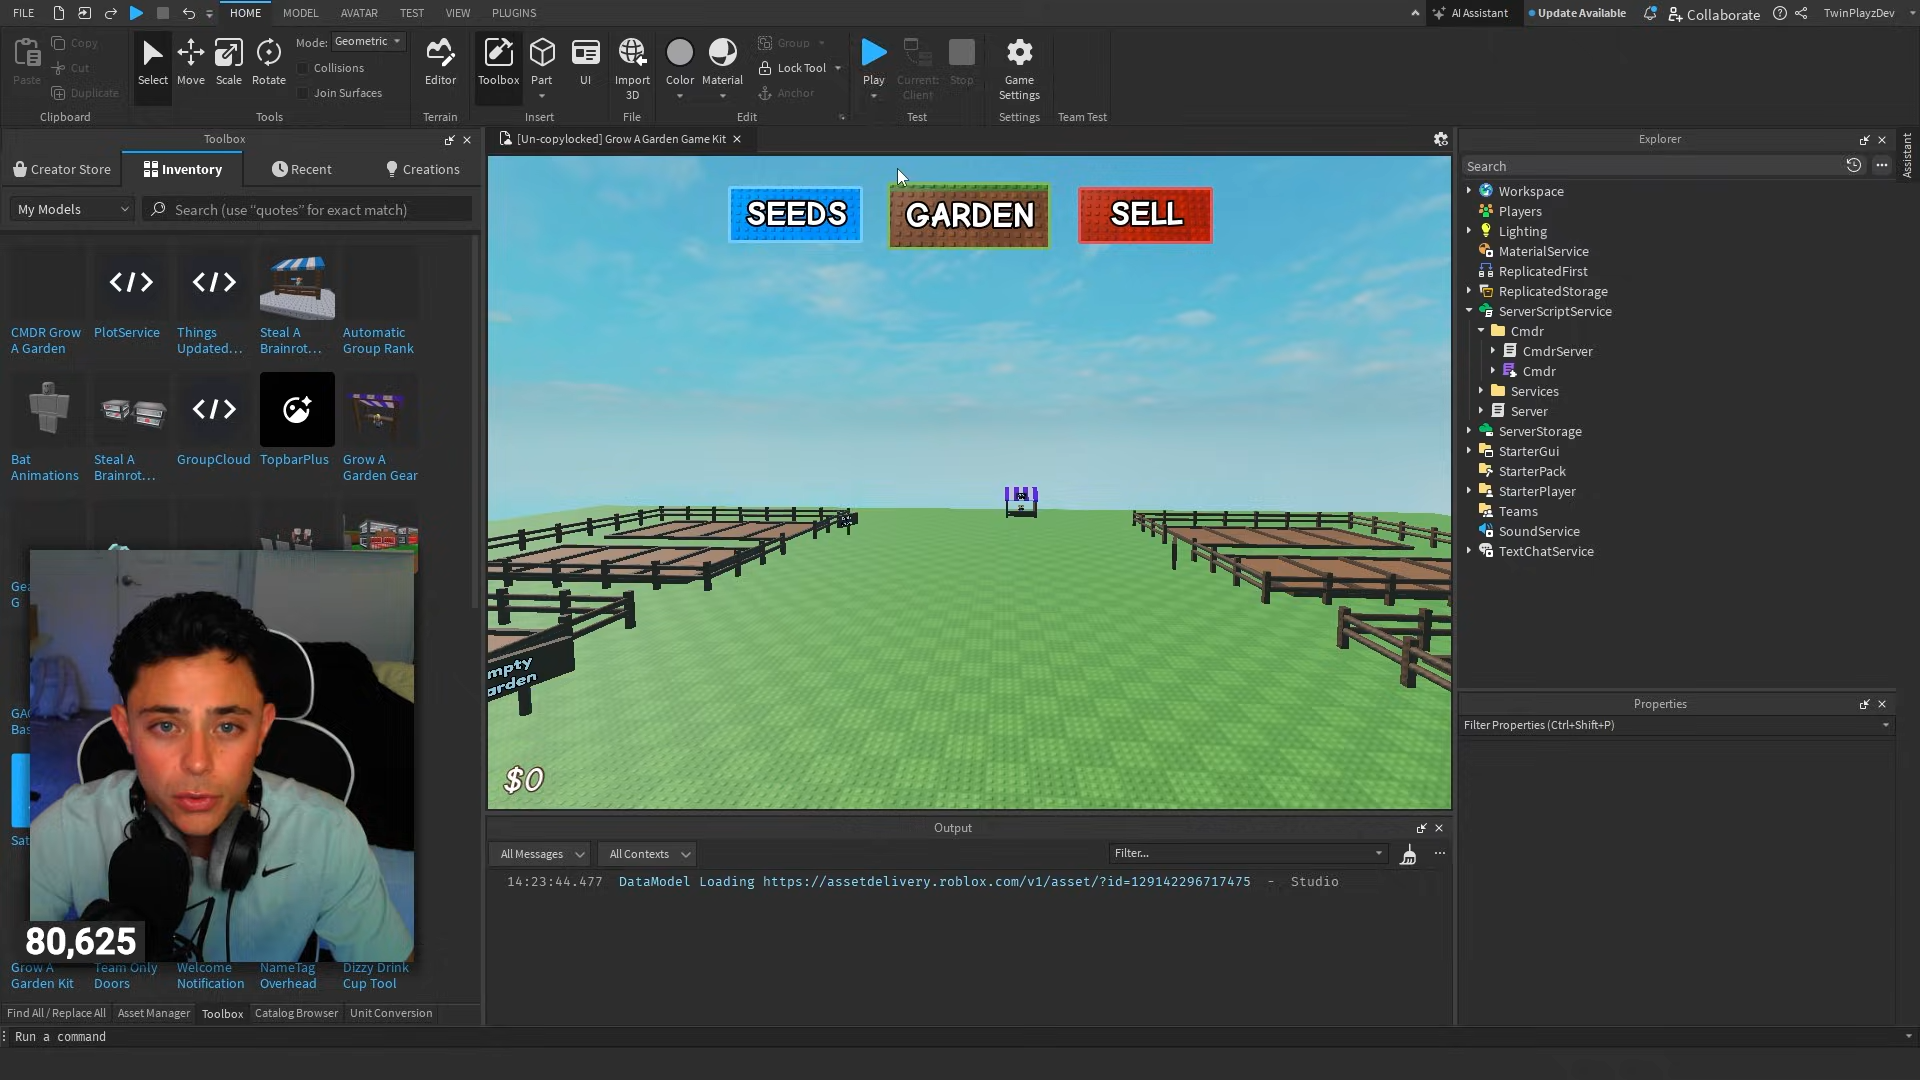 FILE
HOME
MODEL
AVATAR
TEST
VIEW
PLUGINS
AI Assistant
Update Available
Collaborate
TwinPlayzDev
Paste
Copy
Cut
Duplicate
Clipboard
Select
Move
Scale
Rotate
Mode:
Geometric
Collisions
Join Surfaces
Tools
Editor
Terrain
Toolbox
Part
UI
Insert
Import
3D
File
Color
Material
Group
Lock Tool
Anchor
Edit
Play
Current:
Client
Stop
Test
Game
Settings
Settings
Team Test
Toolbox
Creator Store
Inventory
Recent
Creations
My Models
Search (use “quotes” for exact match)
CMDR Grow
A Garden
PlotService
Things
Updated...
Steal A
Brainrot...
Automatic
Group Rank
Bat
Animations
Steal A
Brainrot...
GroupCloud
TopbarPlus
Grow A
Garden Gear
80,625
Grow A
Garden Kit
Team Only
Doors
Welcome
Notification
NameTag
Overhead
Dizzy Drink
Cup Tool
Find All / Replace All
Asset Manager
Toolbox
Catalog Browser
Unit Conversion
Run a command
[Un-copylocked] Grow A Garden Game Kit
SEEDS
GARDEN
SELL
mpty
arden
$0
Output
All Messages
All Contexts
Filter...
14:23:44.477 DataModel Loading https://assetdelivery.roblox.com/v1/asset/?id=129142296717475 - Studio
Explorer
Search
Workspace
Players
Lighting
MaterialService
ReplicatedFirst
ReplicatedStorage
ServerScriptService
Cmdr
CmdrServer
Cmdr
Services
Server
ServerStorage
StarterGui
StarterPack
StarterPlayer
Teams
SoundService
TextChatService
Properties
Filter Properties (Ctrl+Shift+P)
Assistant